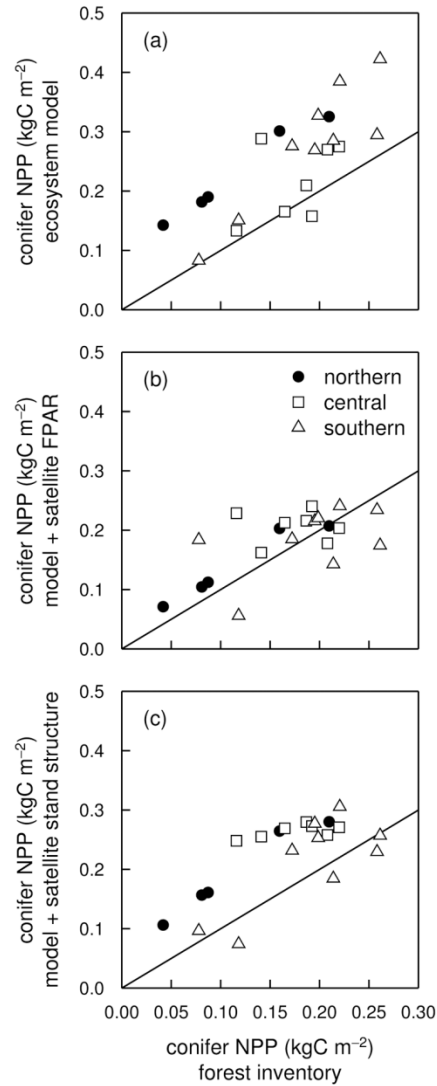 0.5
(a)
0.4
0.3
0.2
0.1
0.0
conifer NPP (kgC m−2)
ecosystem model
0.5
(b)
northern
0.4
central
southern
0.3
0.2
0.1
0.0
conifer NPP (kgC m−2)
model + satellite FPAR
0.5
(c)
0.4
0.3
0.2
0.1
0.0
conifer NPP (kgC m−2)
model + satellite stand structure
0.00 0.05 0.10 0.15 0.20 0.25 0.30
conifer NPP (kgC m−2)
forest inventory